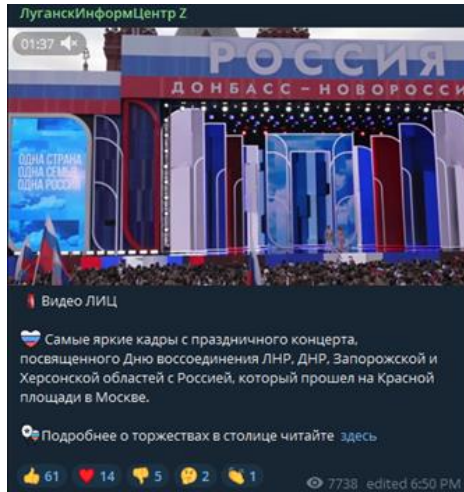 ЛуганскИнформЦентр Z
01:37
РОССИЯ
ДОНБАСС – НОВОРОССИ
ОДНА СТРАНА
ОДНА СЕМЬЯ
ОДНА РОССИЯ
Видео ЛИЦ
Самые яркие кадры с праздничного концерта,
посвященного Дню воссоединения ЛНР, ДНР, Запорожской и
Херсонской областей с Россией, который прошел на Красной
площади в Москве.
Подробнее о торжествах в столице читайте здесь
61 14 5 2 1
7738 edited 6:50 PM